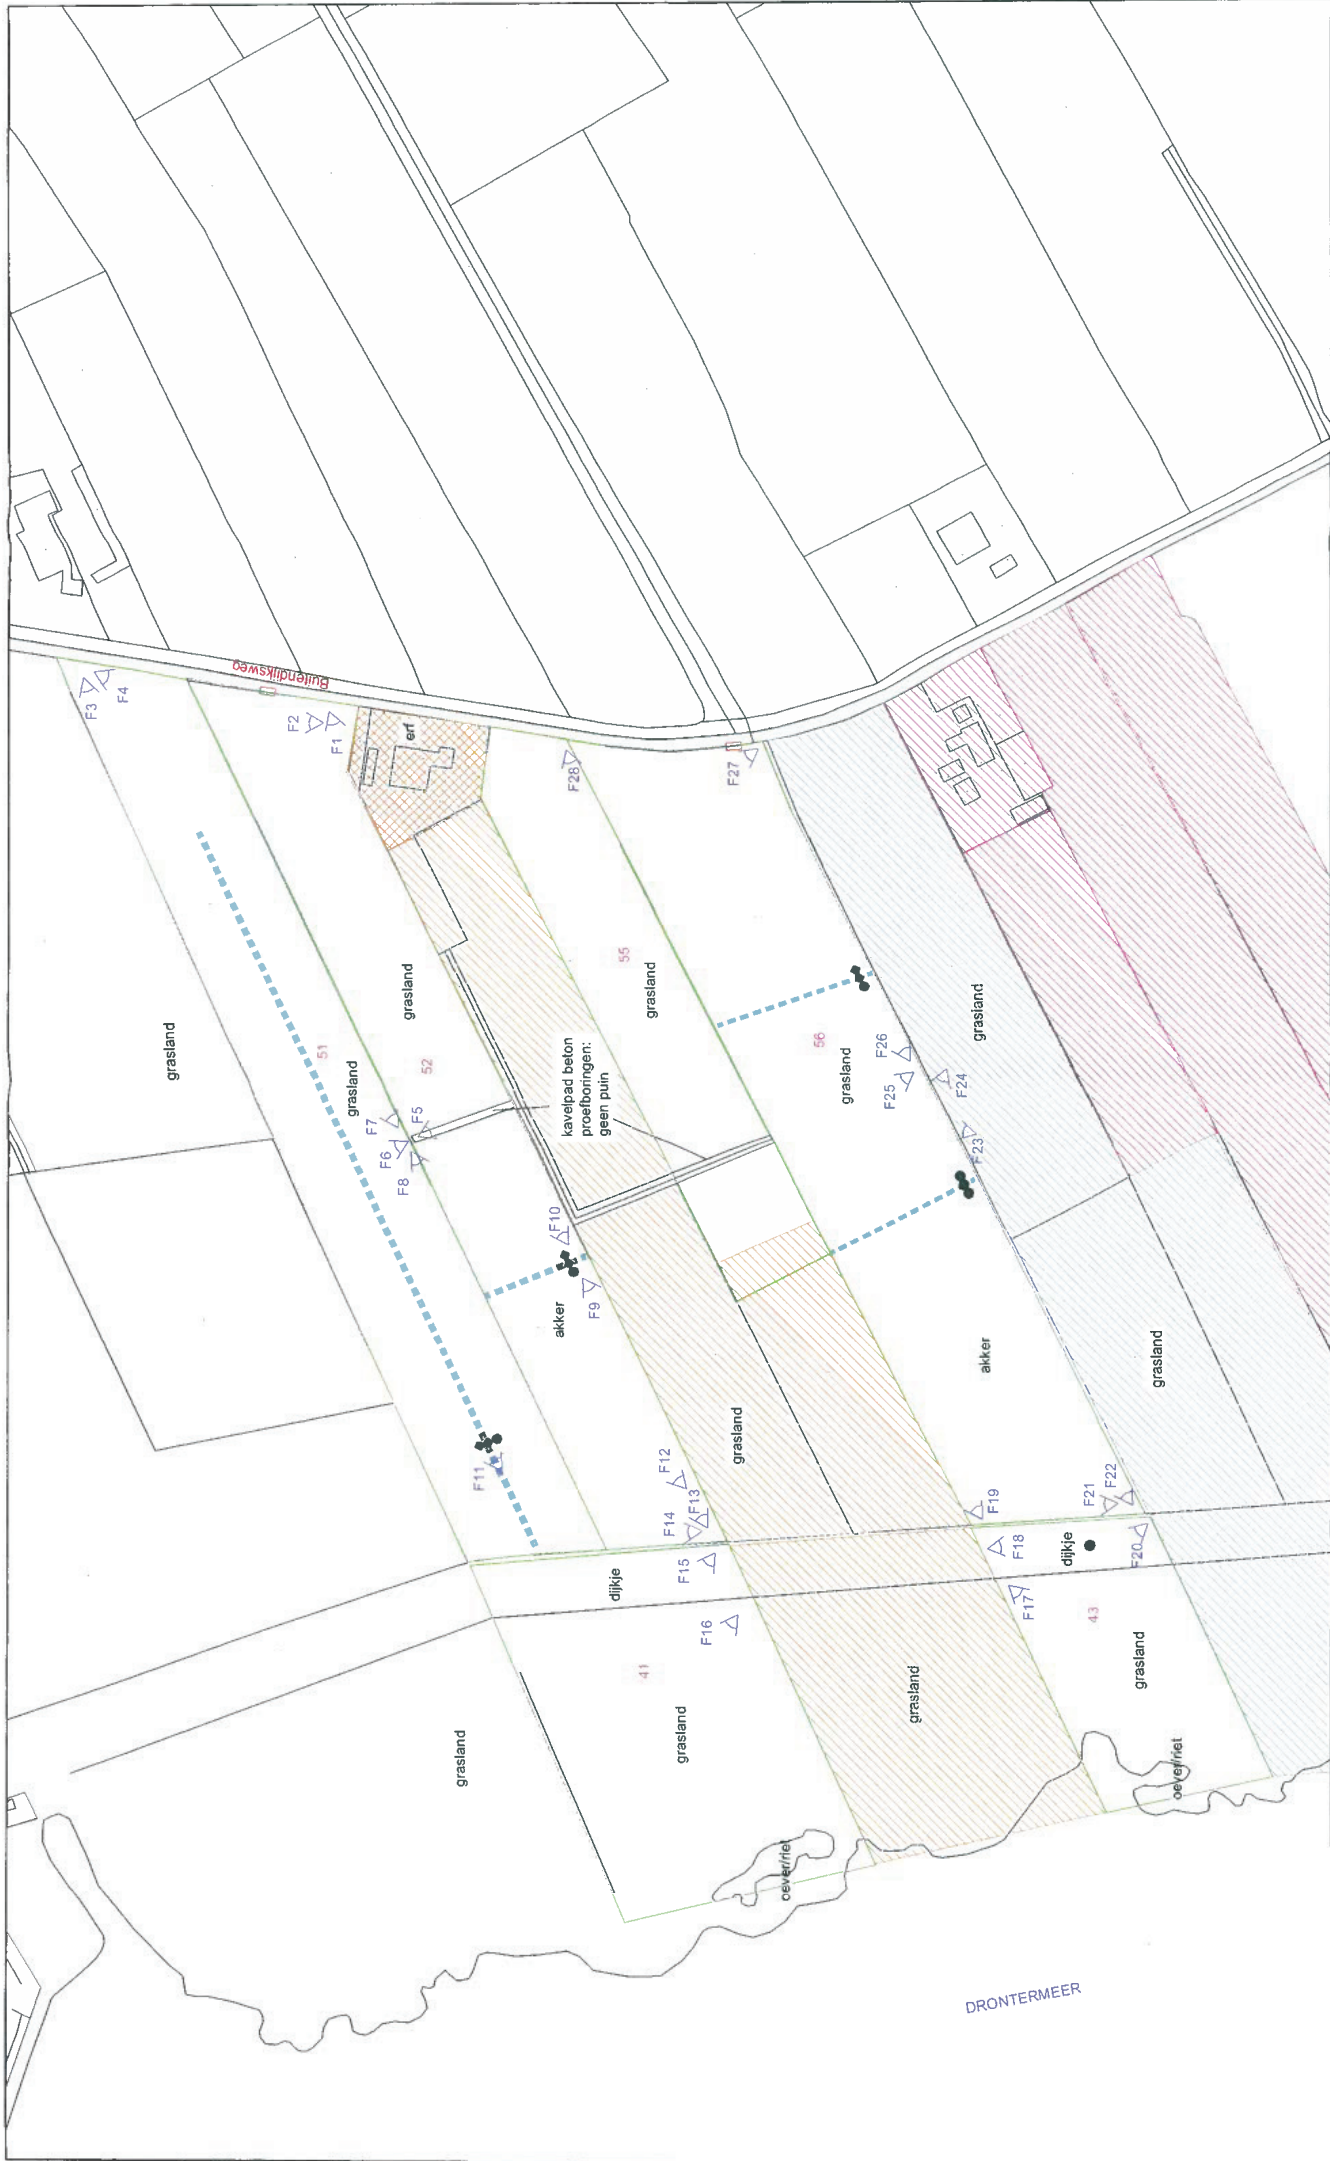 F3
F4
Buitendijksweg
F2
F1
erf
F28
F27
grasland
51
grasland
grasland
52
55
grasland
kavelpad beton
proefboringen:
geen puin
56
grasland
F26
F25
F24
grasland
F23
F7
F6
F5
F8
F10
F9
akker
F11
F12
F14
F13
F15
F16
grasland
akker
grasland
F19
F21
F22
F18
F20
F17
dijkje
dijkje
43
41
grasland
grasland
grasland
grasland
oever/riet
oever/riet
DRONTERMEER